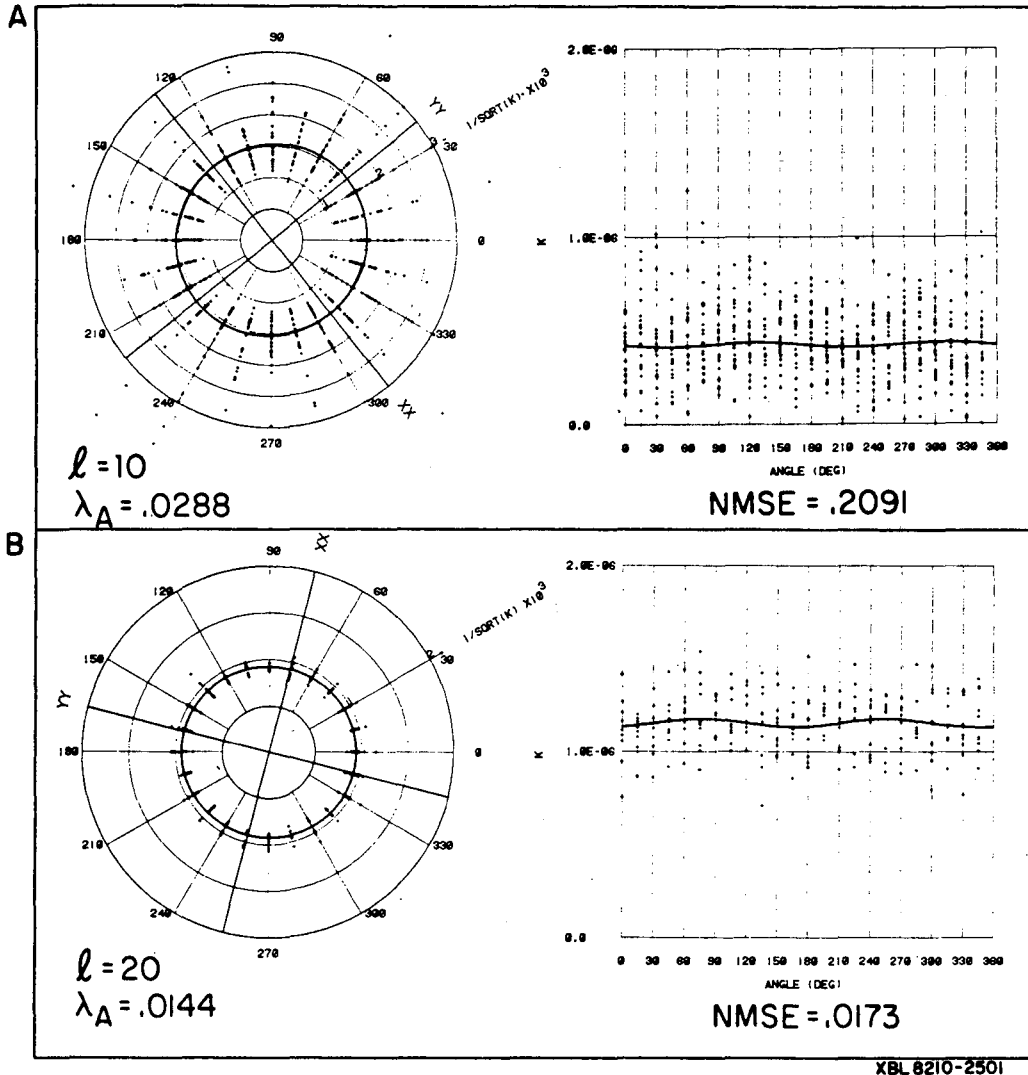 A
90
120
60
YY
1/SQRT(K)·X10³
150
30
2
180
0
210
330
240
300
XX
270
ℓ = 10
λA = .0288
2.0E-06
1.0E-06
K
0.0
0 30 60 90 120 150 180 210 240 270 300 330 360
ANGLE (DEG)
NMSE = .2091
B
90
XX
120
60
1/SQRT(K) X10³
150
30
YY
180
0
210
330
240
300
270
ℓ = 20
λA = .0144
2.0E-06
1.0E-06
K
0.0
0 30 60 90 120 150 180 210 240 270 300 330 360
ANGLE (DEG)
NMSE = .0173
XBL 8210-2501